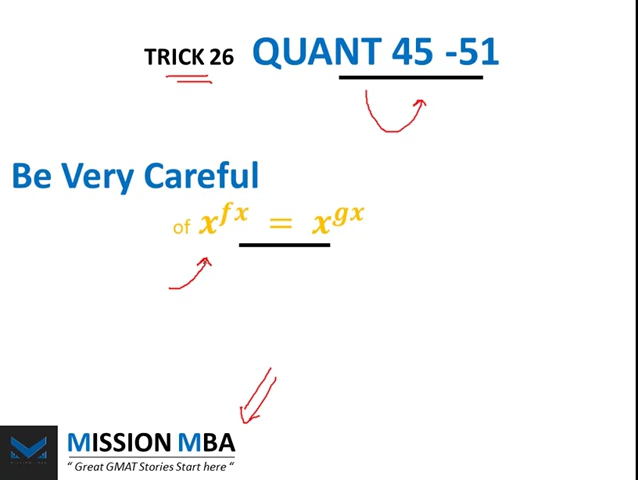 TRICK 26 QUANT 45 -51
Be Very Careful
of x^{fx} = x^{gx}
MISSION MBA
“ Great GMAT Stories Start here “